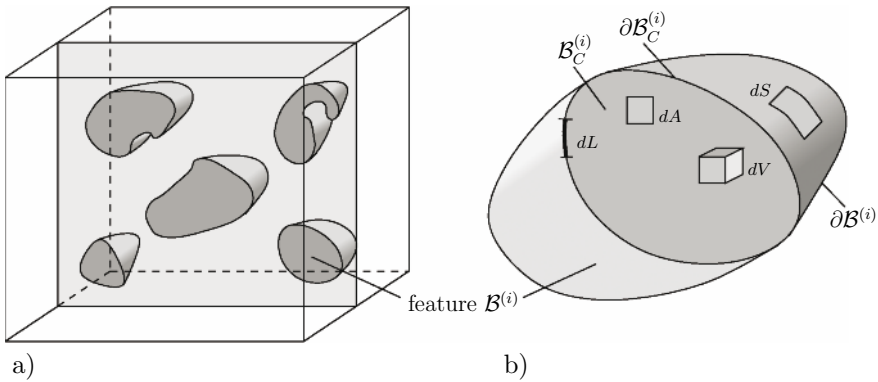 ∂𝓑_C^(i)
𝓑_C^(i)
dS
dA
dL
dV
∂𝓑^(i)
feature 𝓑^(i)
a)
b)